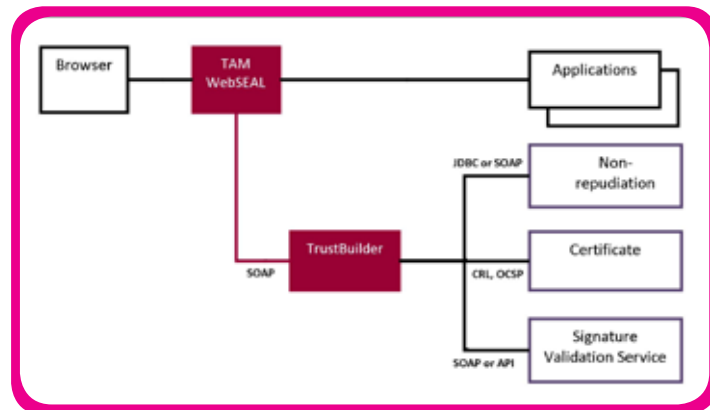 Browser
TAM
WebSEAL
Applications
JDBC or SOAP
Non-
repudiation
TrustBuilder
SOAP
Certificate
CRL, OCSP
Signature
Validation Service
SOAP or API